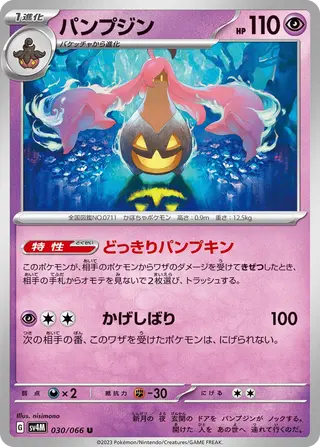 1進化
パンプジン
HP 110
バケッチャから進化
全国図鑑NO.0711 かぼちゃポケモン 高さ：0.9m 重さ：12.5kg
特性 とくせい どっきりパンプキン
このポケモンが、相手のポケモンからワザのダメージを受けてきぜつしたとき、
相手の手札からオモテを見ないで2枚選び、トラッシュする。
かげしばり 100
次の相手の番、このワザを受けたポケモンは、にげられない。
弱点 ×2 抵抗力 -30 にげる
Illus. nisimono
G sv4M 030/066 U
新月の 夜 玄関の ドアを パンプジンが ノックして
まわる。出た 人を あの世へ 連れていくのだ。
©2023 Pokémon/Nintendo/Creatures/GAME FREAK.